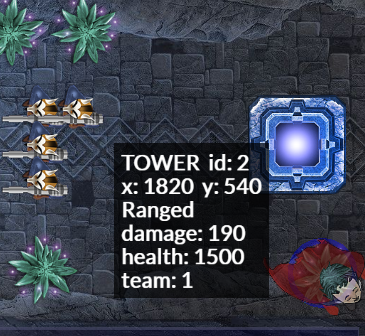 TOWER id: 2
x: 1820 y: 540
Ranged
damage: 190
health: 1500
team: 1